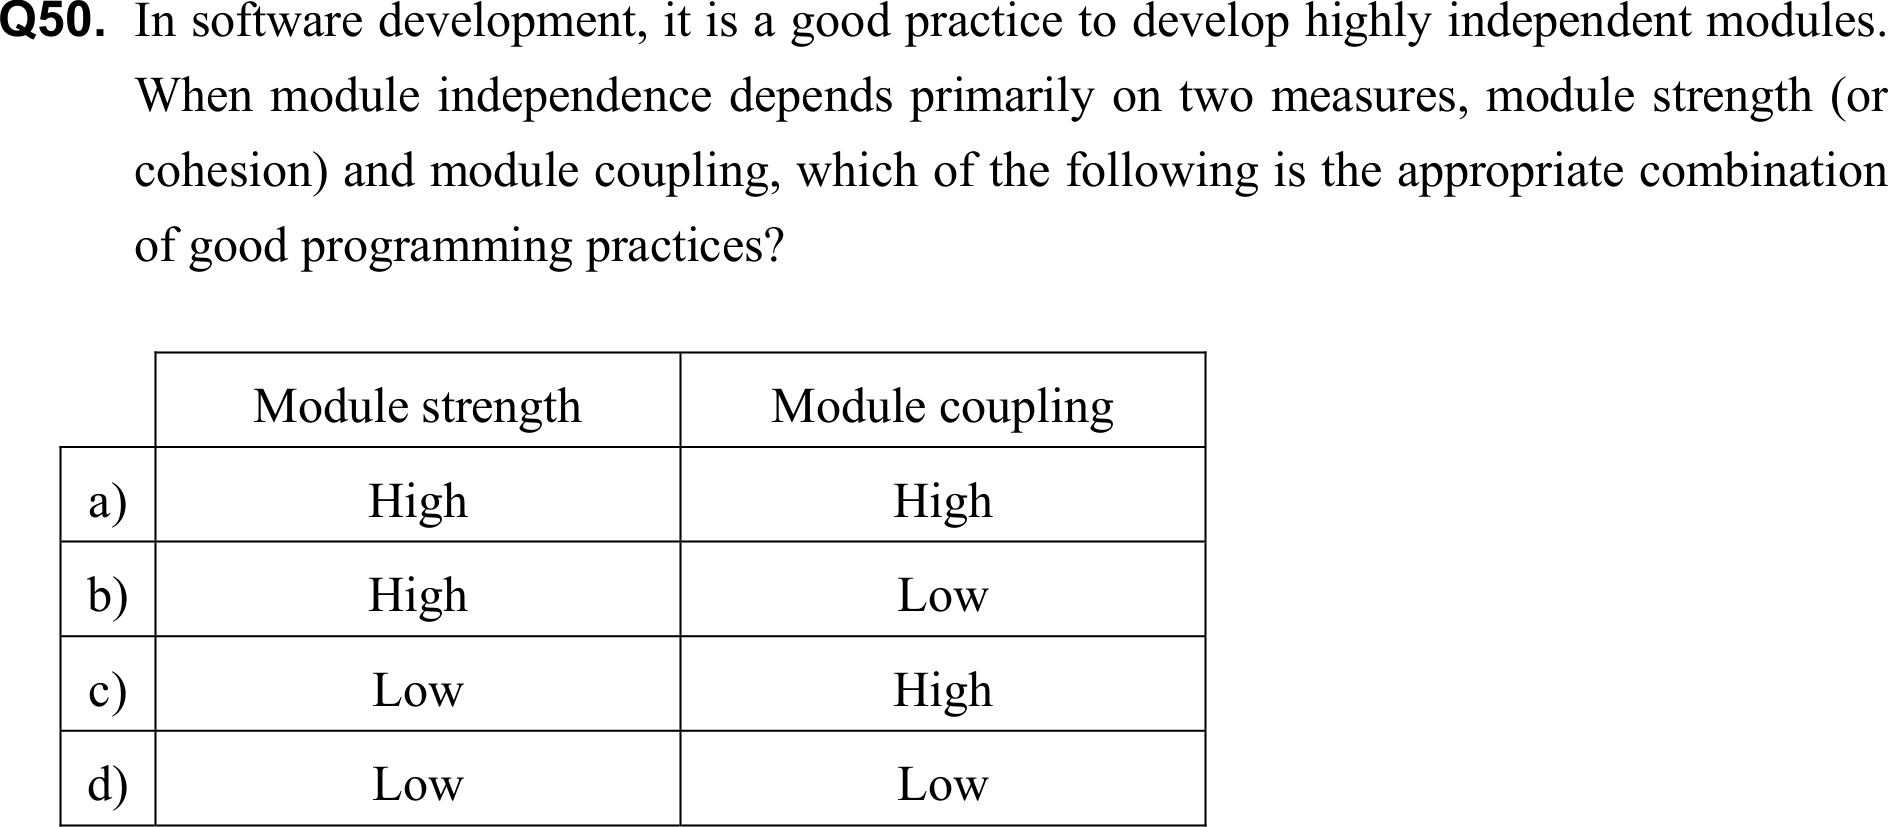 Q50. In software development, it is a good practice to develop highly independent modules.
When module independence depends primarily on two measures, module strength (or
cohesion) and module coupling, which of the following is the appropriate combination
of good programming practices?
Module strength Module coupling
a) High High
b) High Low
c) Low High
d) Low Low